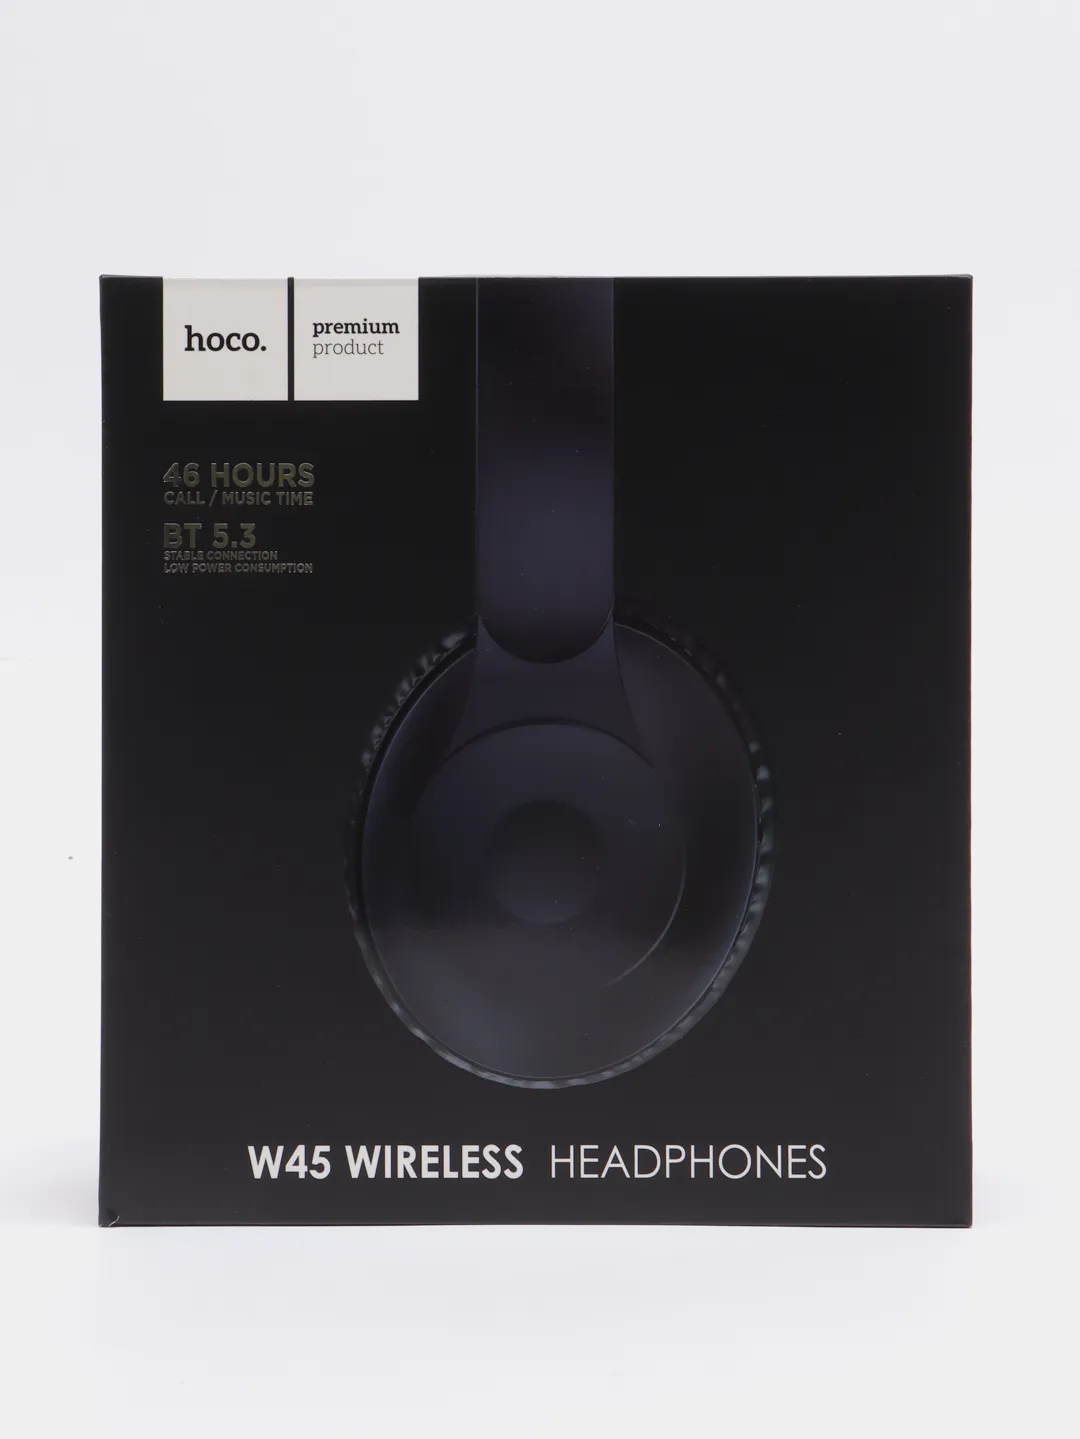 hoco.
premium
product
46 HOURS
CALL / MUSIC TIME
BT 5.3
STABLE CONNECTION
LOW POWER CONSUMPTION
W45 WIRELESS HEADPHONES